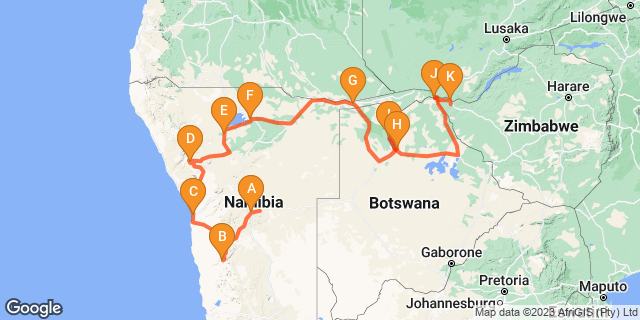 Lilongwe
Lusaka
J K
G
F
E
I
H
Harare
Zimbabwe
D
A
C
Namibia
Botswana
B
Gaborone
Pretoria
Maputo
Johannesburg
Google
Map data ©2023 AfriGIS (Pty) Ltd